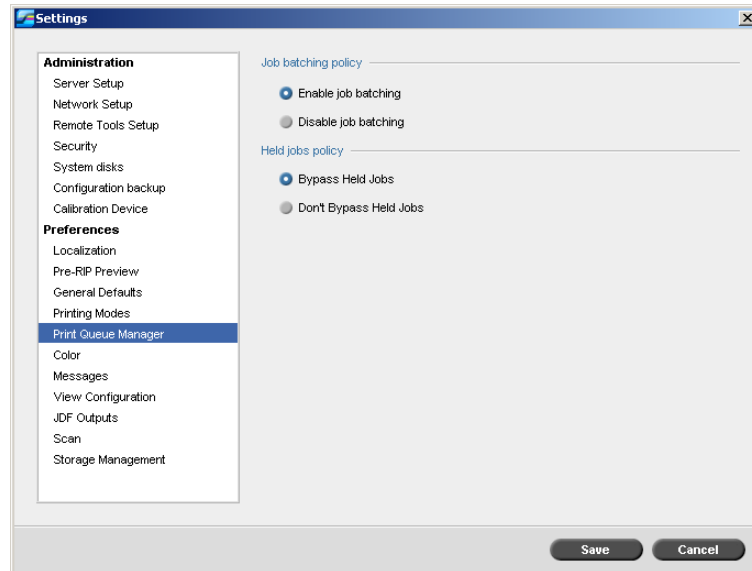 Settings
Administration
Server Setup
Network Setup
Remote Tools Setup
Security
System disks
Configuration backup
Calibration Device
Preferences
Localization
Pre-RIP Preview
General Defaults
Printing Modes
Print Queue Manager
Color
Messages
View Configuration
JDF Outputs
Scan
Storage Management
Job batching policy
Enable job batching
Disable job batching
Held jobs policy
Bypass Held Jobs
Don't Bypass Held Jobs
Save
Cancel